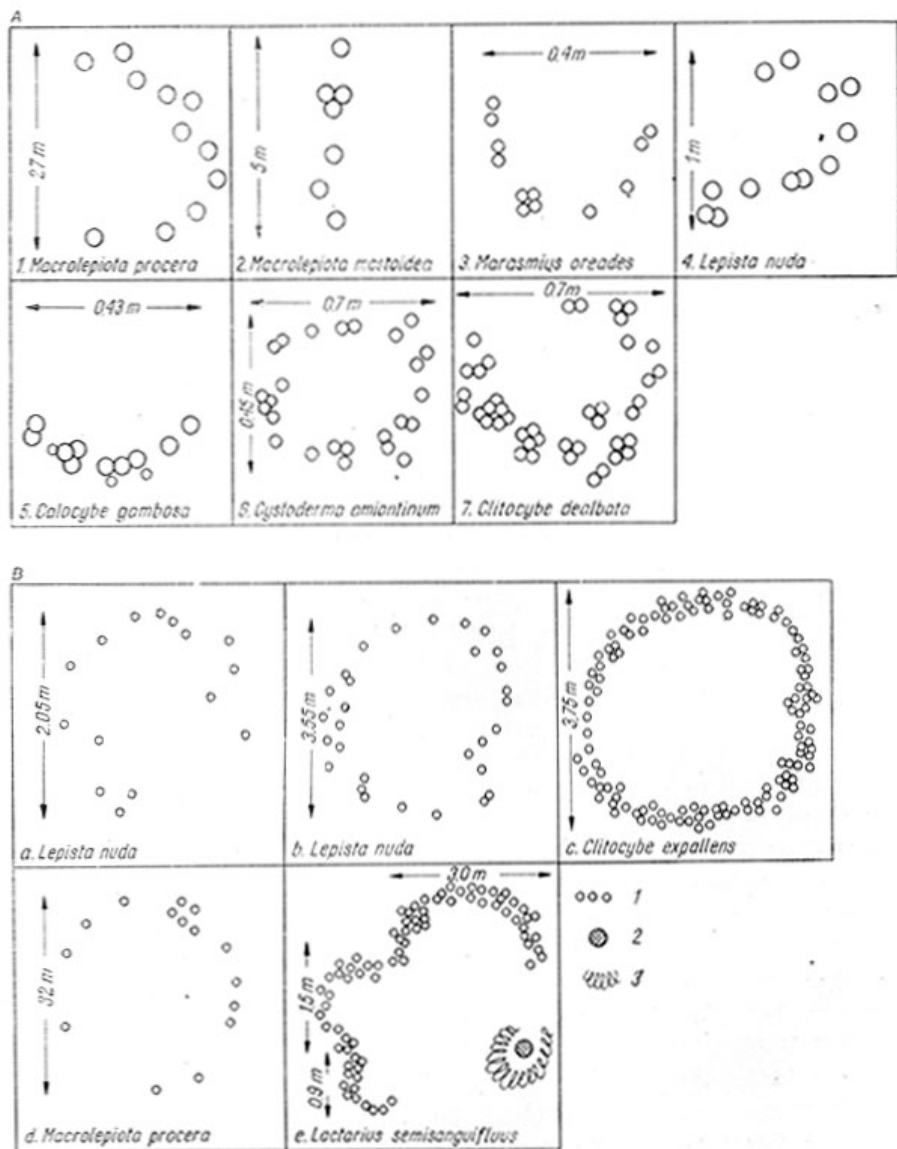 A
27 m
1. Macrolepiota procera
5 m
2. Macrolepiota mastoidea
0,4 m
3. Marasmius oreades
1 m
4. Lepista nuda
0,43 m
5. Calocybe gambosa
0,7 m
0,45 m
6. Cystoderma amiantinum
0,7 m
7. Clitocybe dealbata
B
2.05 m
a. Lepista nuda
3,55 m
b. Lepista nuda
3,75 m
c. Clitocybe expallens
32 m
d. Macrolepiota procera
3,0 m
1,5 m
0,9 m
e. Lactarius semisanguifluus
1
2
3